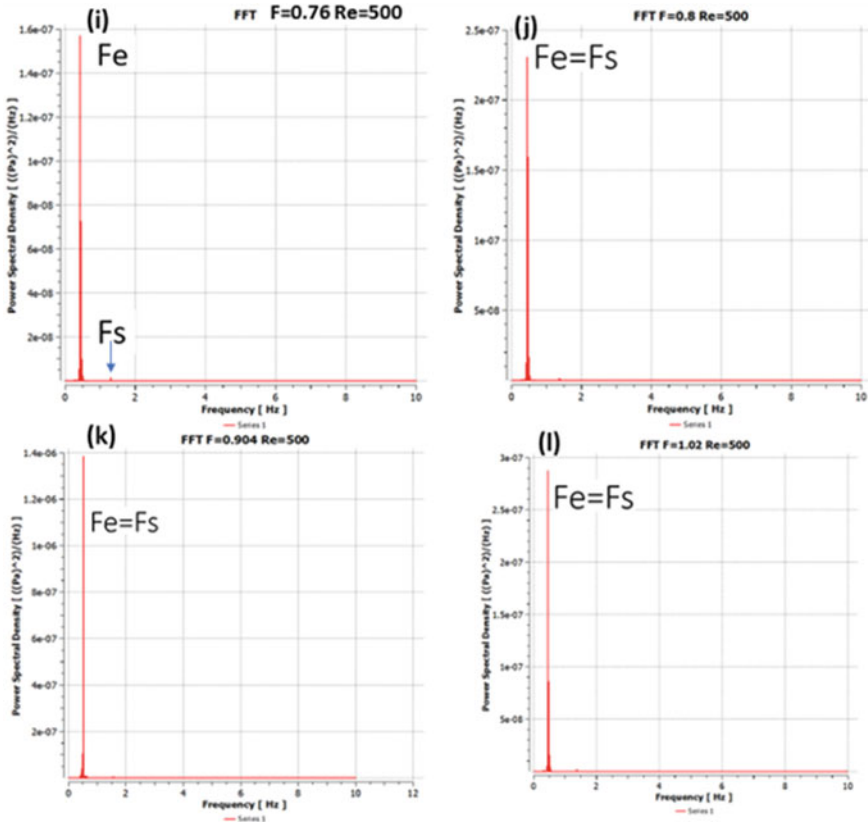 (i) FFT F=0.76 Re=500
1.6e-07
1.4e-07
1.2e-07
1e-07
8e-08
6e-08
4e-08
2e-08
Power Spectral Density [ ((Pa)^2)/(Hz) ]
Fe
Fs
0 2 4 6 8 10
Frequency [ Hz ]
Series 1
(j) FFT F=0.8 Re=500
2e-07
2e-07
1e-07
5e-08
Power Spectral Density [ ((Pa)^2)/(Hz) ]
Fe=Fs
0 2 4 6 8 10
Frequency [ Hz ]
Series 1
(k) FFT F=0.904 Re=500
1.4e-06
1.2e-06
1e-06
8e-07
6e-07
4e-07
2e-07
Power Spectral Density [ ((Pa)^2)/(Hz) ]
Fe=Fs
0 2 4 6 8 10 12
Frequency [ Hz ]
Series 1
(l) FFT F=1.02 Re=500
3e-07
2.5e-07
2e-07
2e-07
1e-07
5e-08
Power Spectral Density [ ((Pa)^2)/(Hz) ]
Fe=Fs
0 2 4 6 8 10
Frequency [ Hz ]
Series 1